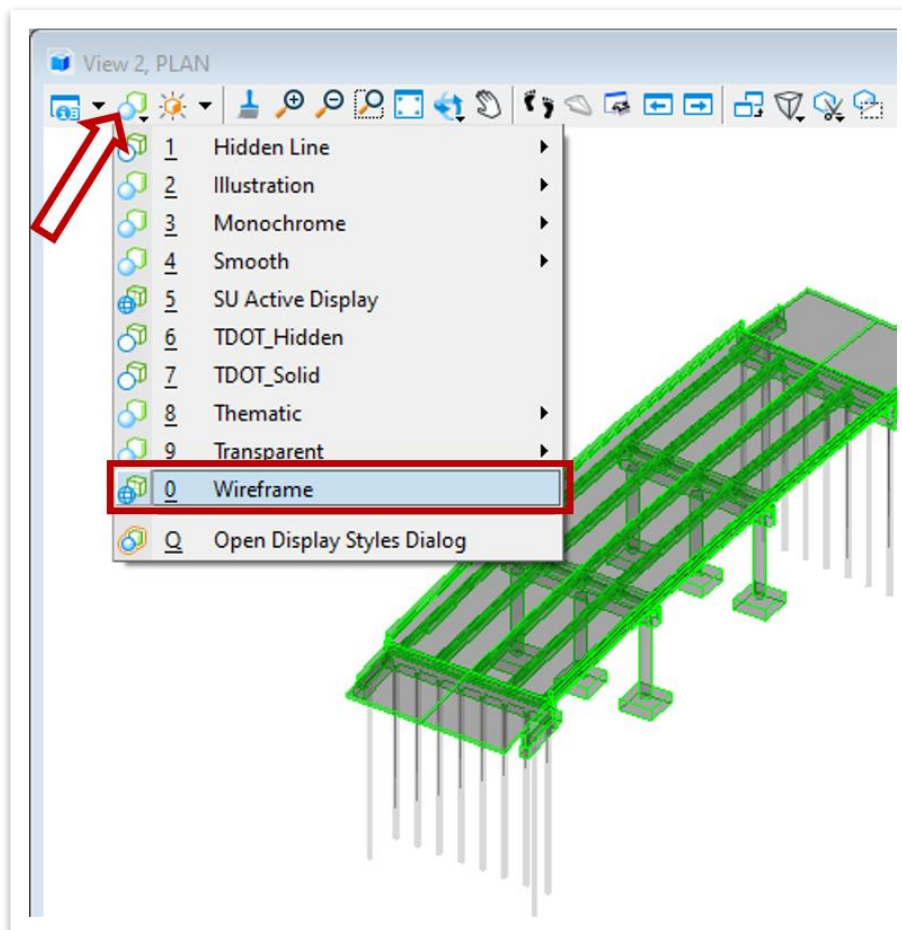 View 2, PLAN
1 Hidden Line
2 Illustration
3 Monochrome
4 Smooth
5 SU Active Display
6 TDOT_Hidden
7 TDOT_Solid
8 Thematic
9 Transparent
0 Wireframe
Q Open Display Styles Dialog